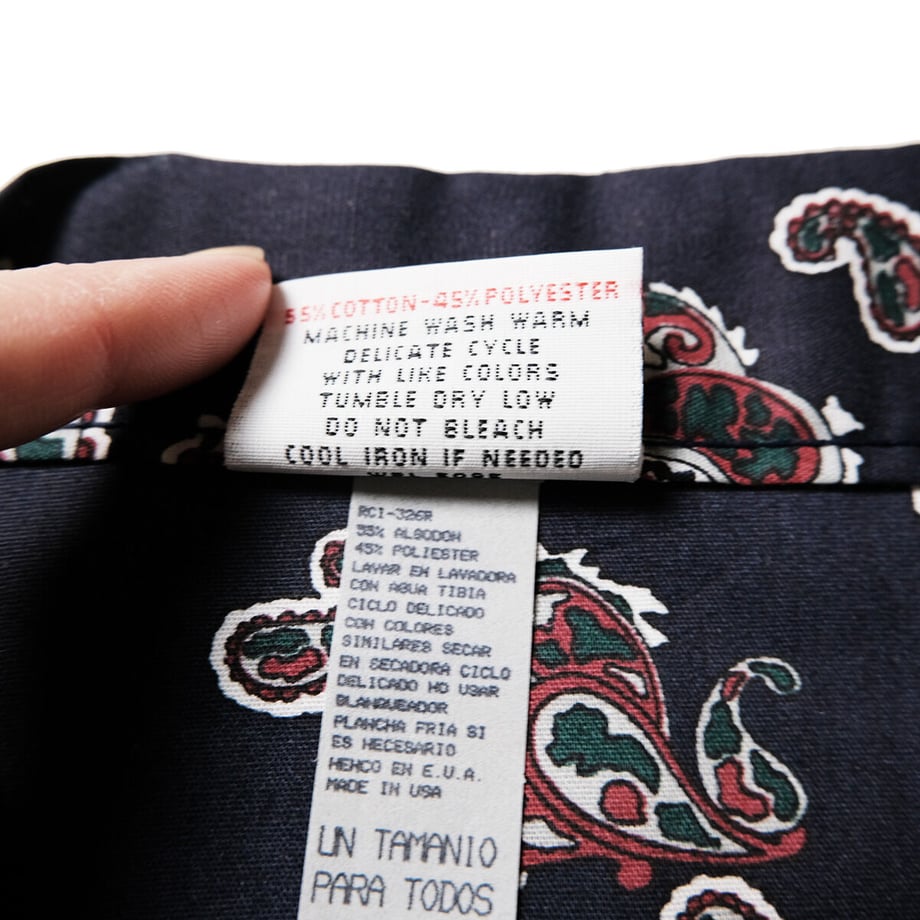 55% COTTON-45% POLYESTER
MACHINE WASH WARM
DELICATE CYCLE
WITH LIKE COLORS
TUMBLE DRY LOW
DO NOT BLEACH
COOL IRON IF NEEDED
RCI-326R
55% ALGODON
45% POLIESTER
LAVAR EN LAVADORA
CON AGUA TIBIA
CICLO DELICADO
CON COLORES
SIMILARES SECAR
EN SECADORA CICLO
DELICADO NO USAR
BLANQUEADOR
PLANCHA FRIA SI
ES NECESARIO
HEHCO EN E.U.A.
MADE IN USA
UN TAMANIO
PARA TODOS